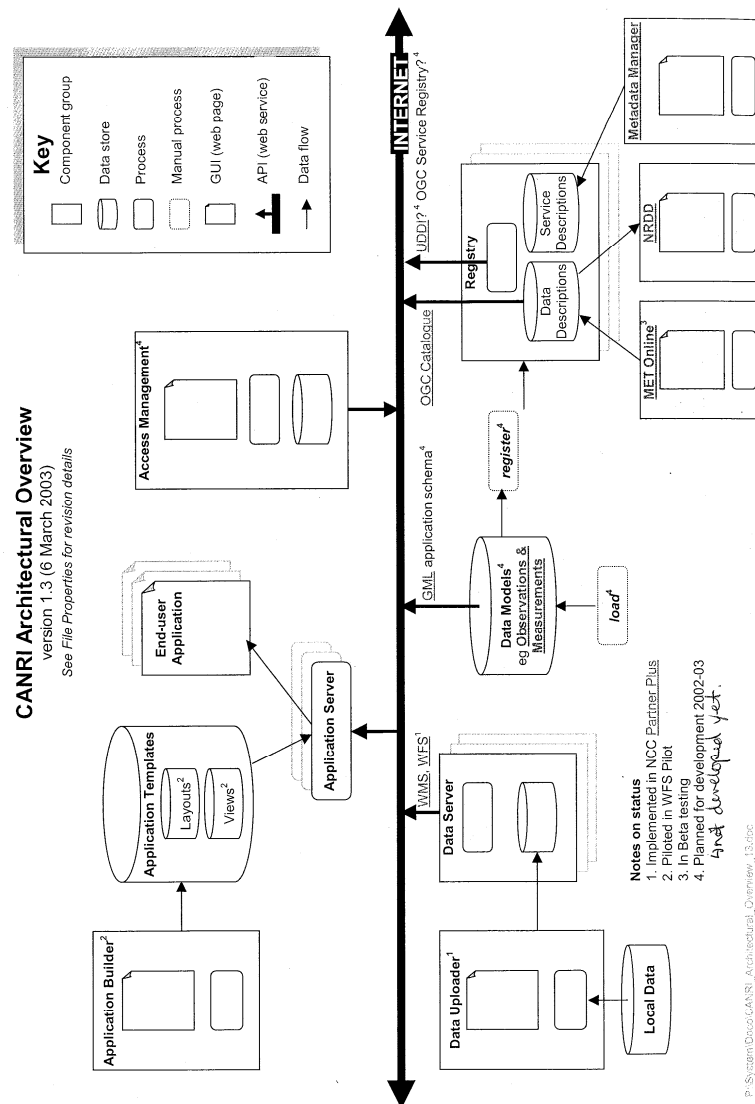 CANRI Architectural Overview
version 1.3 (6 March 2003)
See File Properties for revision details
Key
Component group
Data store
Process
Manual process
GUI (web page)
API (web service)
Data flow
Application Builder²
Application Templates
Layouts²
Views²
Application Server
End-user
Application
Access Management⁴
INTERNET
WMS, WFS¹
GML application schema⁴
OGC Catalogue
UDDI?⁴ OGC Service Registry?⁴
Data Uploader¹
Local Data
Data Server
Data Models⁴
eg Observations &
Measurements
load⁴
register⁴
Registry
Data
Descriptions
Service
Descriptions
MET Online³
NRDD
Metadata Manager
Notes on status
1. Implemented in NCC Partner Plus
2. Piloted in WFS Pilot
3. In Beta testing
4. Planned for development 2002-03
not developed yet.
P:\System\Doco\CANRI_Architectural_Overview_13.doc